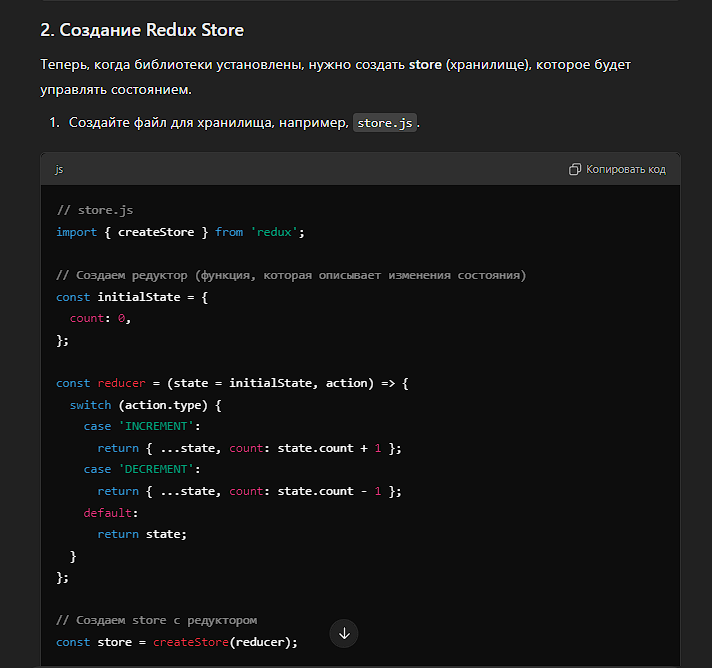 2. Создание Redux Store
Теперь, когда библиотеки установлены, нужно создать store (хранилище), которое будет
управлять состоянием.
1. Создайте файл для хранилища, например, store.js.
js
Копировать код
// store.js
import { createStore } from 'redux';

// Создаем редуктор (функция, которая описывает изменения состояния)
const initialState = {
  count: 0,
};

const reducer = (state = initialState, action) => {
  switch (action.type) {
    case 'INCREMENT':
      return { ...state, count: state.count + 1 };
    case 'DECREMENT':
      return { ...state, count: state.count - 1 };
    default:
      return state;
  }
};

// Создаем store с редуктором
const store = createStore(reducer);